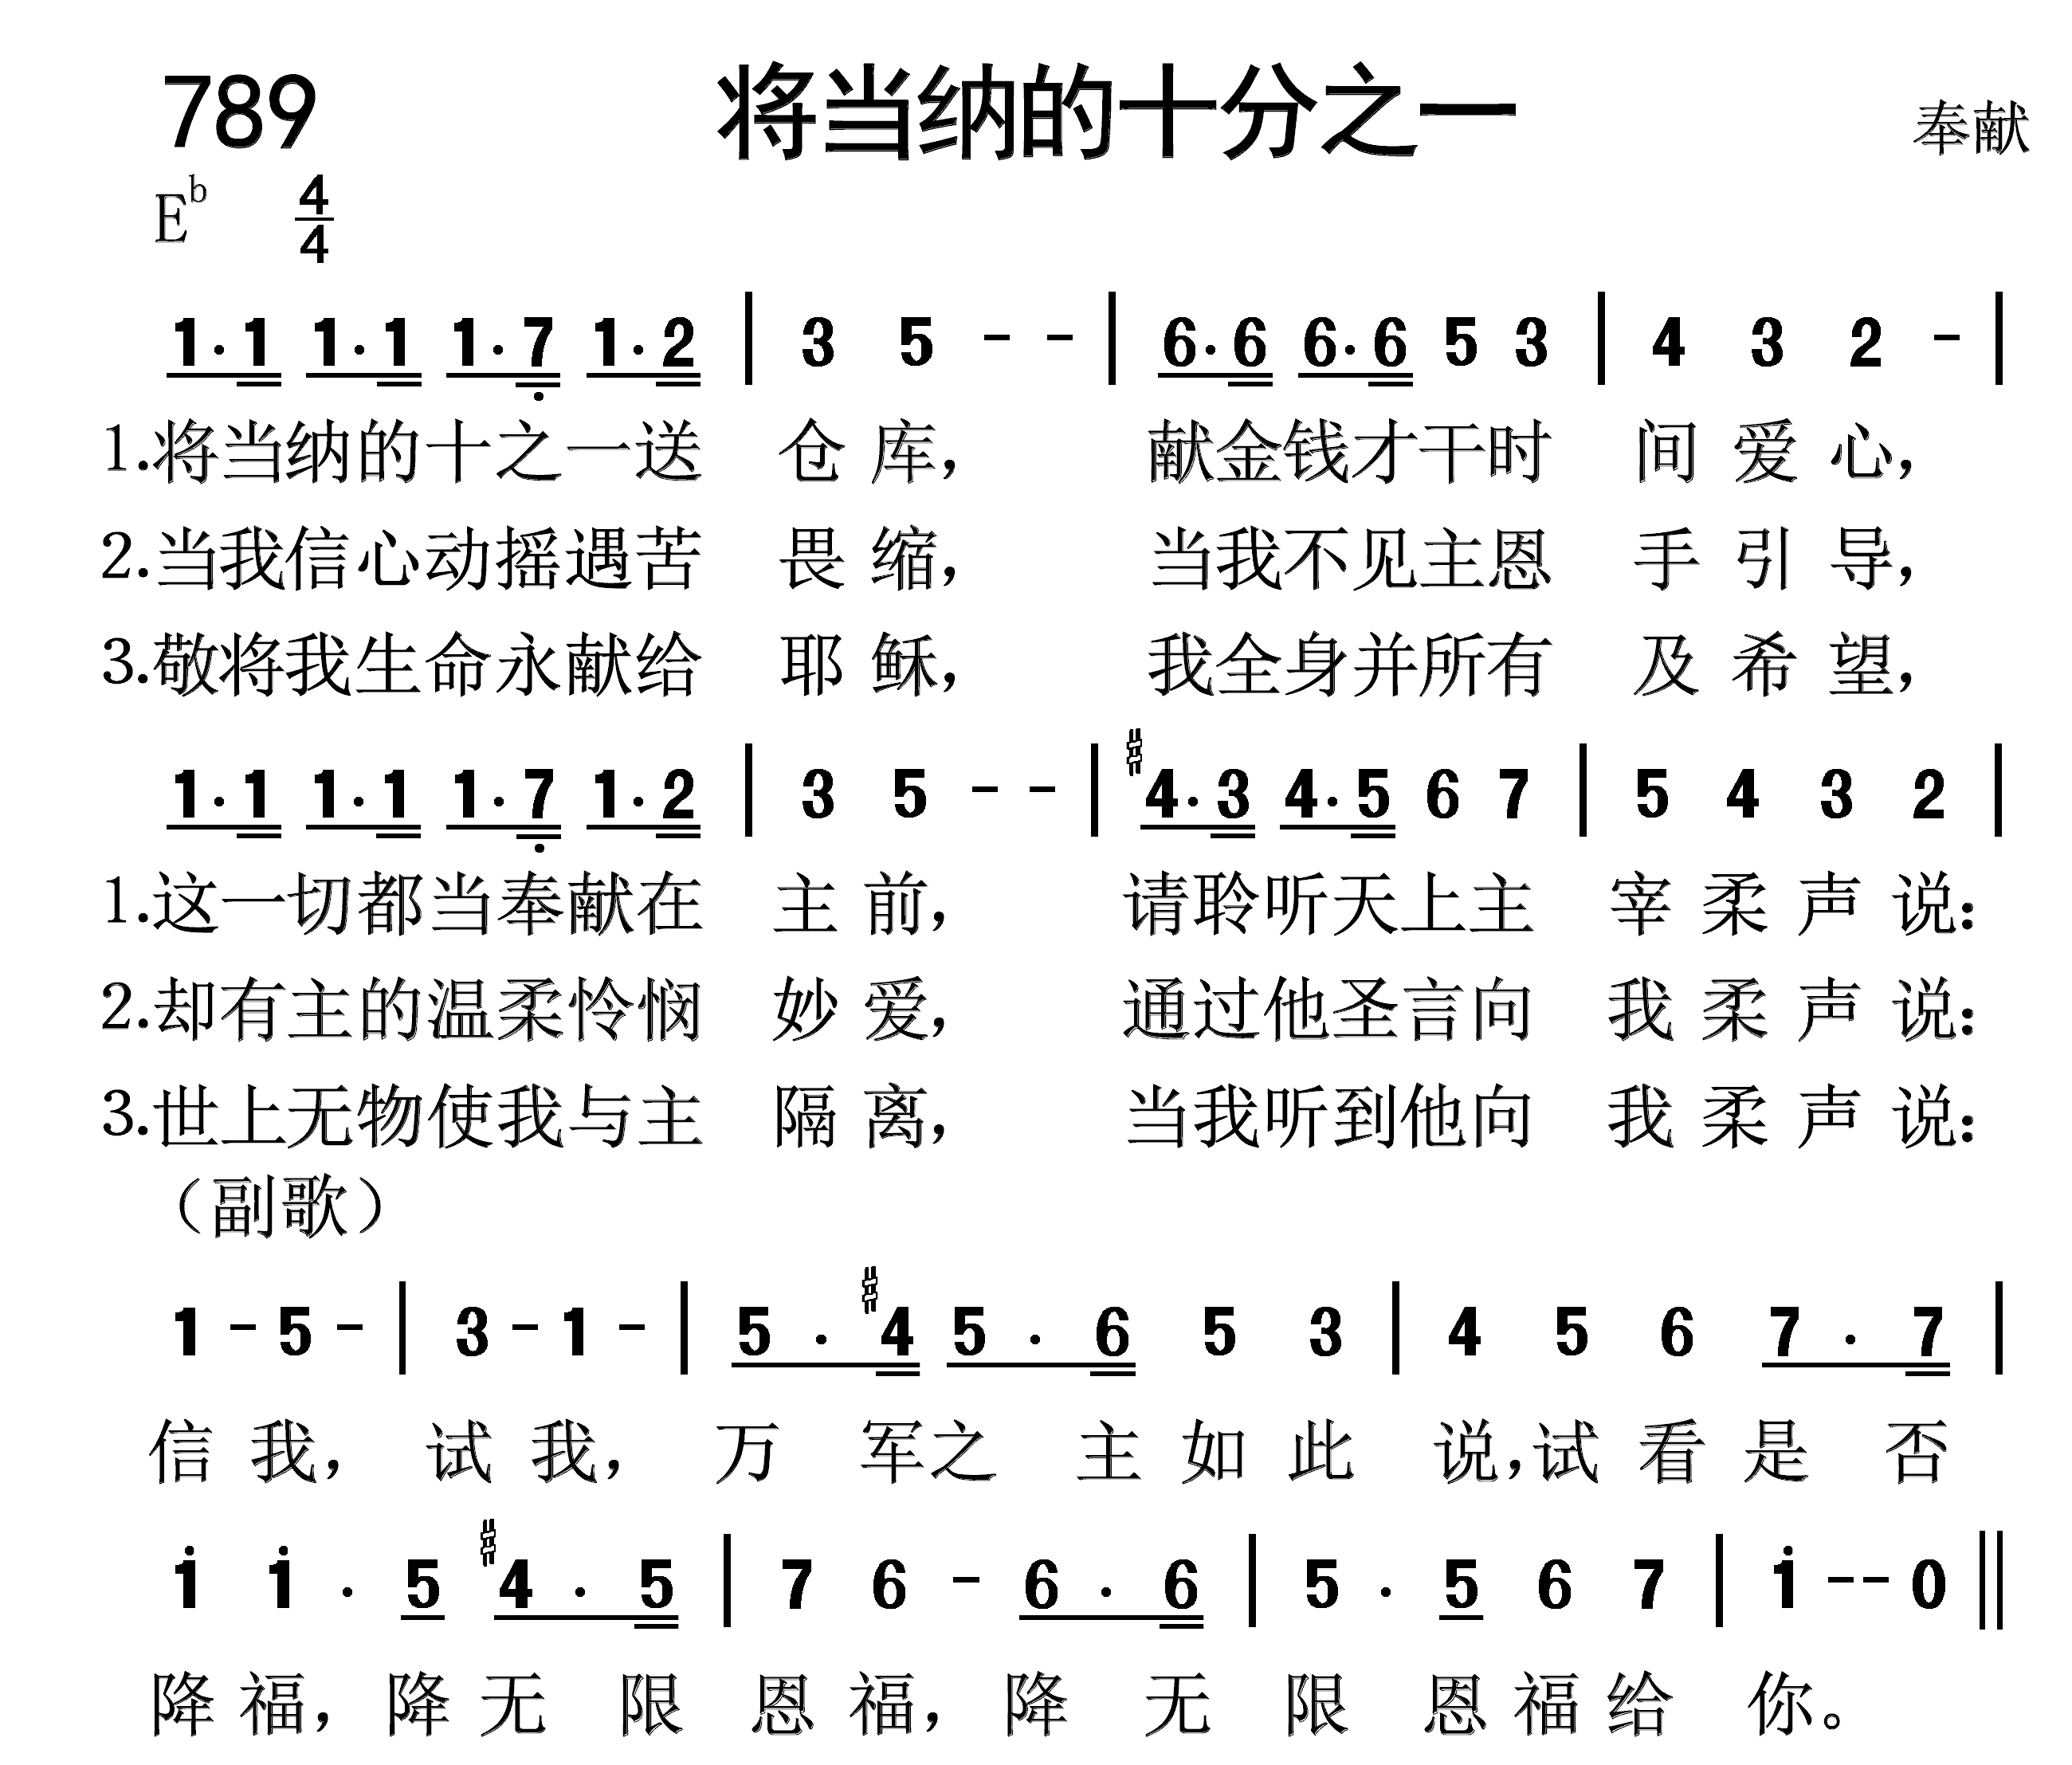 789 将当纳的十分之一 奉献
E♭ 4/4
1·1 1·1 1·7̣ 1·2 | 3 5 - - | 6·6 6·6 5 3 | 4 3 2 - |
1.将当纳的十之一送 仓库, 献金钱才干时 间爱心,
2.当我信心动摇遇苦 畏缩, 当我不见主恩 手引导,
3.敬将我生命永献给 耶稣, 我全身并所有 及希望,
1·1 1·1 1·7̣ 1·2 | 3 5 - - | #4·3 4·5 6 7 | 5 4 3 2 |
1.这一切都当奉献在 主前, 请聆听天上主 宰柔声说:
2.却有主的温柔怜悯 妙爱, 通过他圣言向 我柔声说:
3.世上无物使我与主 隔离, 当我听到他向 我柔声说:
（副歌）
1 - 5 - | 3 - 1 - | 5 · #4 5 · 6 5 3 | 4 5 6 7 · 7 |
信我, 试我, 万军之主如此 说,试看是否
1̇ 1̇ · 5 #4 · 5 | 7 6 - 6 · 6 | 5 · 5 6 7 | 1̇ - - 0 ‖
降福, 降无限 恩福, 降无 限恩福给 你。